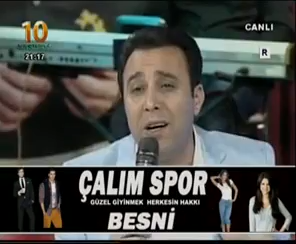 10
CANLI
21:17
R
ÇALIM SPOR
GÜZEL GİYİNMEK HERKESİN HAKKI
BESNİ